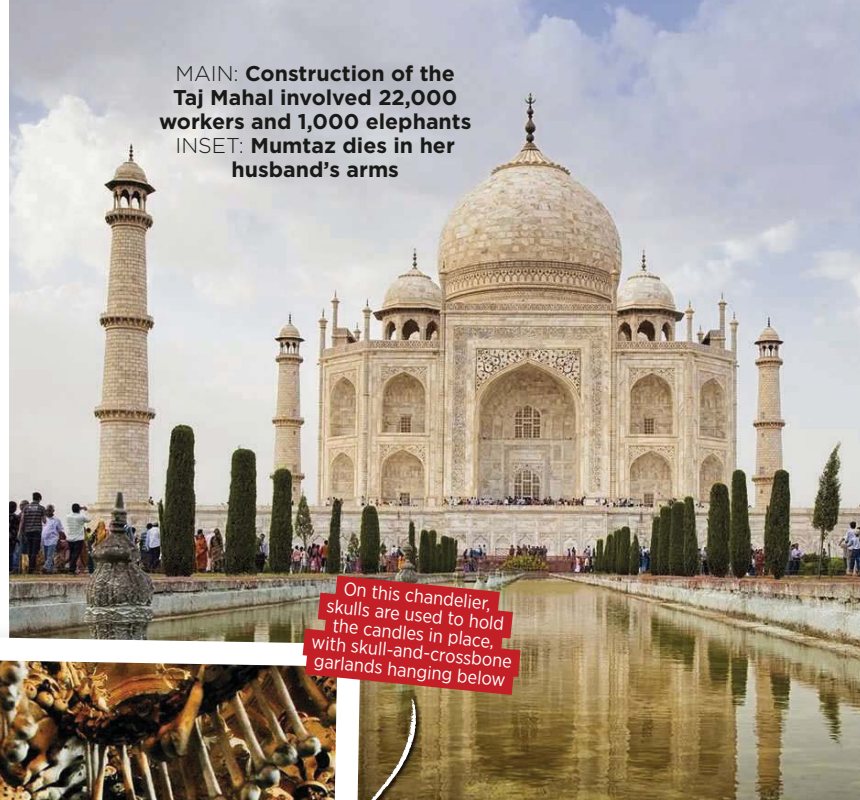 MAIN: Construction of the
Taj Mahal involved 22,000
workers and 1,000 elephants
INSET: Mumtaz dies in her
husband's arms
On this chandelier,
skulls are used to hold
the candles in place,
with skull-and-crossbone
garlands hanging below